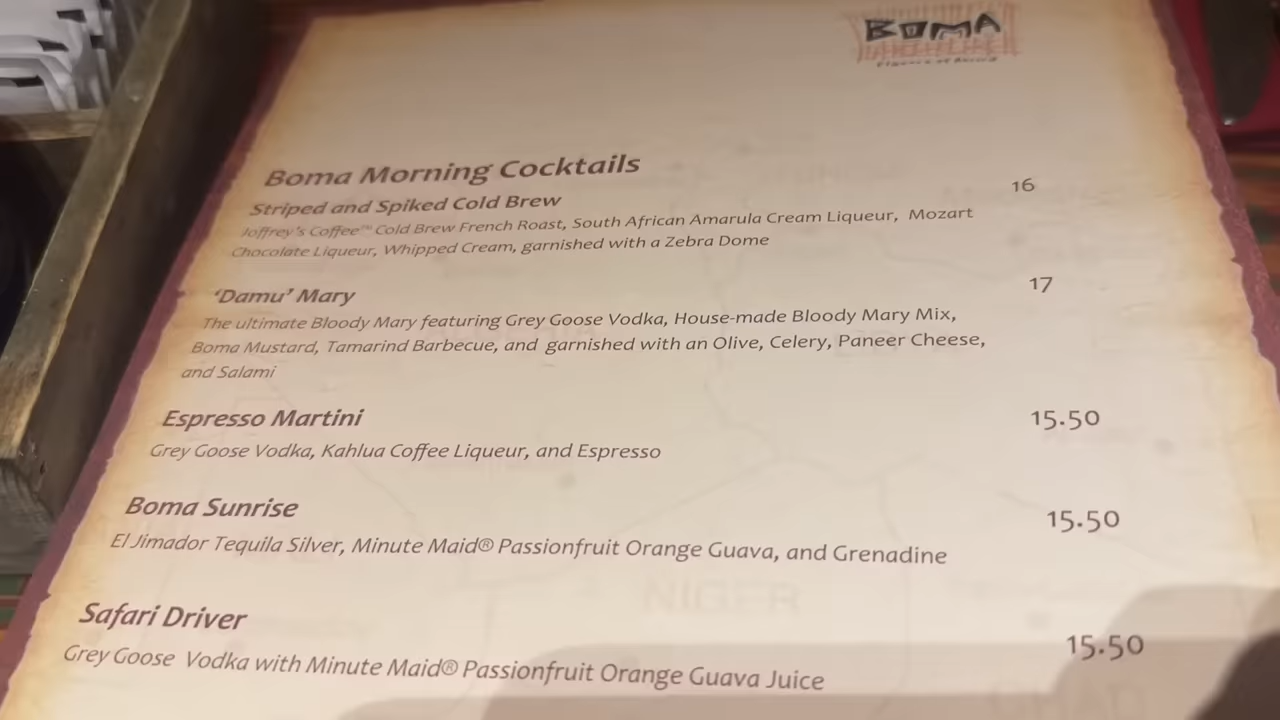 BOMA
Flavors of Africa
Boma Morning Cocktails
Striped and Spiked Cold Brew 16
Joffrey's Coffee™ Cold Brew French Roast, South African Amarula Cream Liqueur, Mozart
Chocolate Liqueur, Whipped Cream, garnished with a Zebra Dome
'Damu' Mary 17
The ultimate Bloody Mary featuring Grey Goose Vodka, House-made Bloody Mary Mix,
Boma Mustard, Tamarind Barbecue, and garnished with an Olive, Celery, Paneer Cheese,
and Salami
Espresso Martini 15.50
Grey Goose Vodka, Kahlua Coffee Liqueur, and Espresso
Boma Sunrise 15.50
El Jimador Tequila Silver, Minute Maid® Passionfruit Orange Guava, and Grenadine
NIGER
Safari Driver 15.50
Grey Goose Vodka with Minute Maid® Passionfruit Orange Guava Juice
CHAD